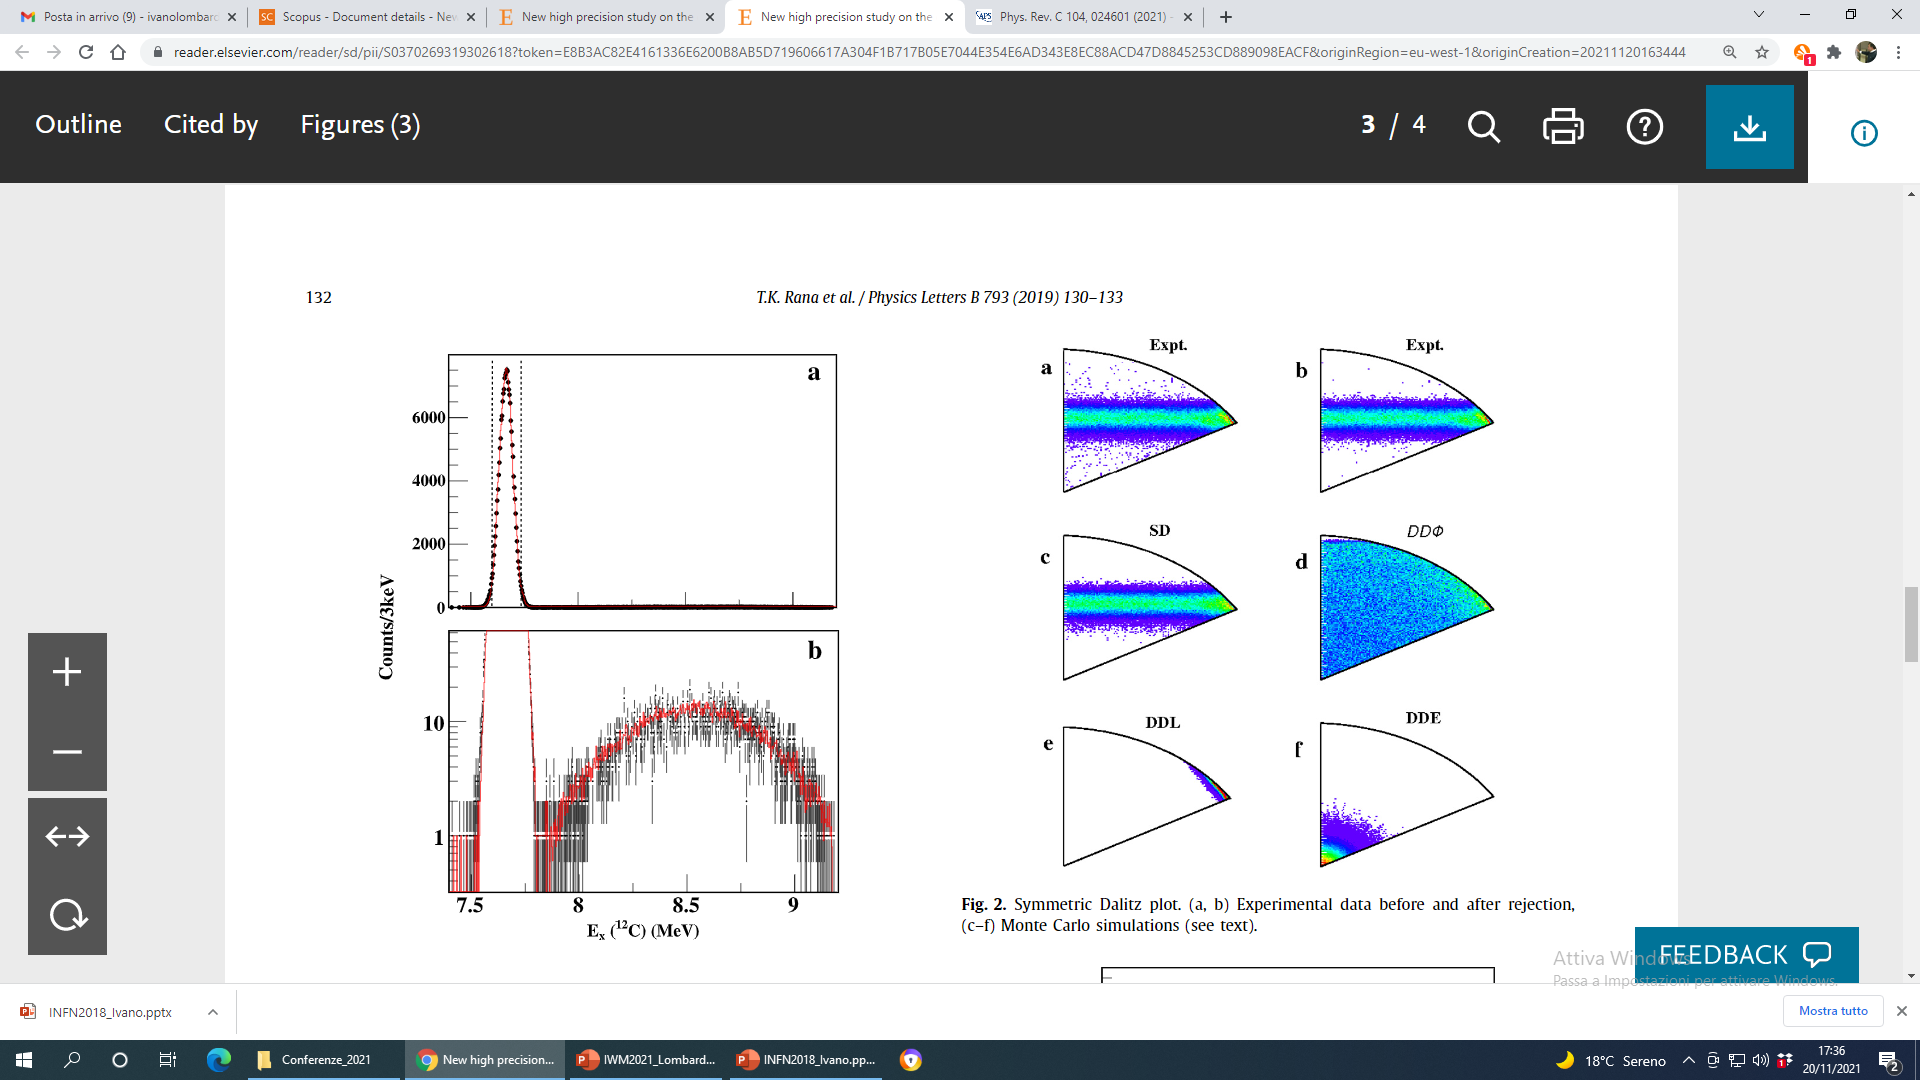 Posta in arrivo (9) - ivanolombard
Scopus - Document details - New
New high precision study on the
New high precision study on the
Phys. Rev. C 104, 024601 (2021) -
reader.elsevier.com/reader/sd/pii/S0370269319302618?token=E8B3AC82E4161336E6200B8AB5D719606617A304F1B717B05E7044E354E6AD343E8EC88ACD47D8845253CD889098EACF&originRegion=eu-west-1&originCreation=20211120163444
1
Outline
Cited by
Figures (3)
3 / 4
132
T.K. Rana et al. / Physics Letters B 793 (2019) 130–133
a
6000
4000
2000
0
Counts/3keV
b
10
1
7.5 8 8.5 9
Ex (12C) (MeV)
Expt.
a
Expt.
b
SD
c
DDΦ
d
DDL
e
DDE
f
Fig. 2. Symmetric Dalitz plot. (a, b) Experimental data before and after rejection,
(c–f) Monte Carlo simulations (see text).
Attiva Windows
FEEDBACK
Passa a Impostazioni per attivare Windows.
INFN2018_Ivano.pptx
Mostra tutto
Conferenze_2021
New high precision...
IWM2021_Lombard...
INFN2018_Ivano.pp...
18°C Sereno
17:36
20/11/2021
2